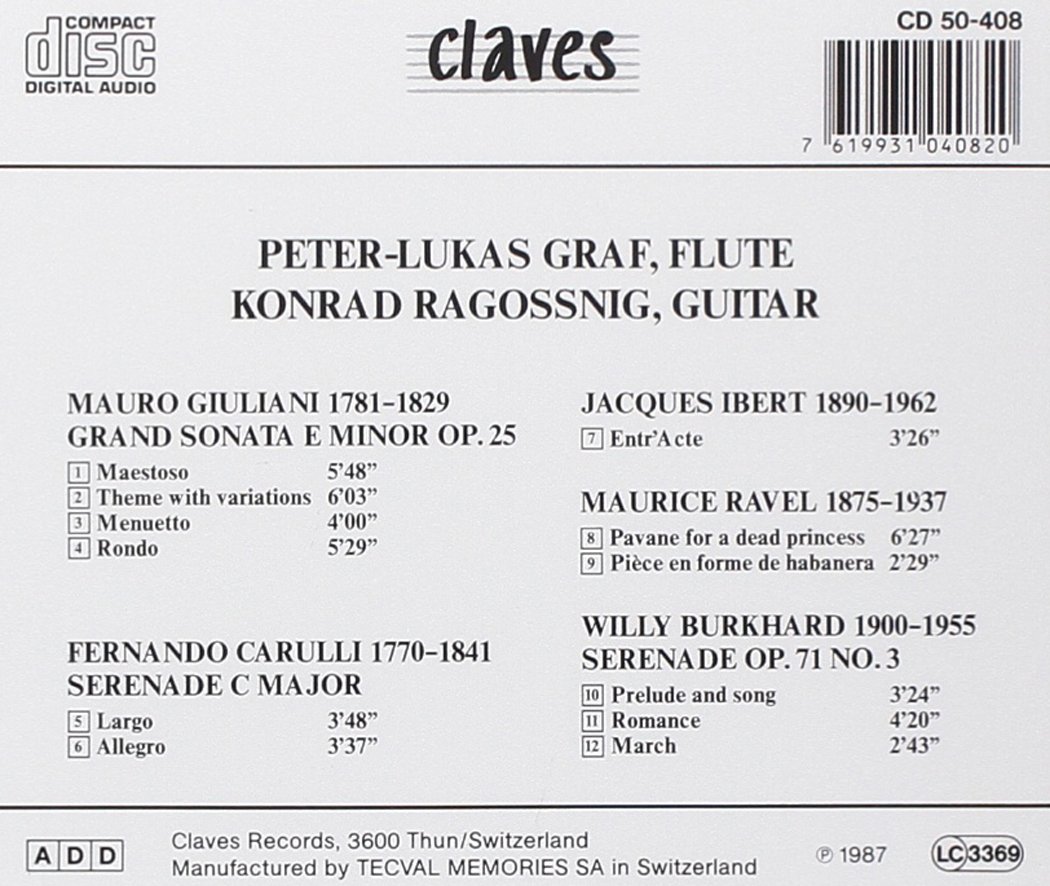 COMPACT
disc
DIGITAL AUDIO
claves
CD 50-408
7 619931 040820
PETER-LUKAS GRAF, FLUTE
KONRAD RAGOSSNIG, GUITAR
MAURO GIULIANI 1781–1829
GRAND SONATA E MINOR OP. 25
1 Maestoso 5’48”
2 Theme with variations 6’03”
3 Menuetto 4’00”
4 Rondo 5’29”
FERNANDO CARULLI 1770–1841
SERENADE C MAJOR
5 Largo 3’48”
6 Allegro 3’37”
JACQUES IBERT 1890–1962
7 Entr’Acte 3’26”
MAURICE RAVEL 1875–1937
8 Pavane for a dead princess 6’27”
9 Pièce en forme de habanera 2’29”
WILLY BURKHARD 1900–1955
SERENADE OP. 71 NO. 3
10 Prelude and song 3’24”
11 Romance 4’20”
12 March 2’43”
A D D
Claves Records, 3600 Thun/Switzerland
Manufactured by TECVAL MEMORIES SA in Switzerland
℗ 1987
LC 3369